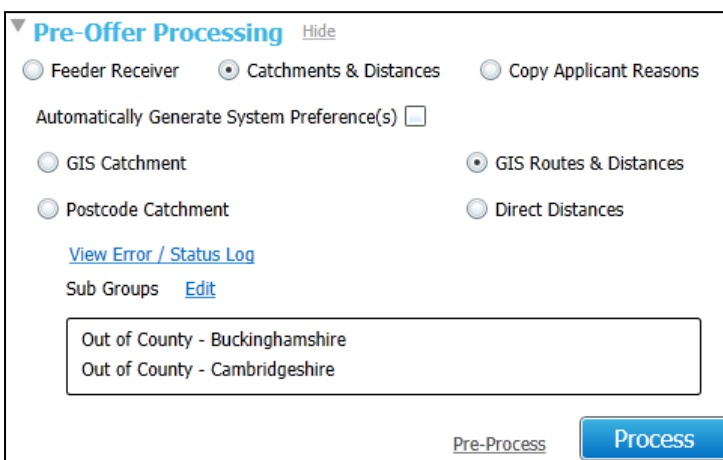 Pre-Offer Processing Hide
Feeder Receiver Catchments & Distances Copy Applicant Reasons
Automatically Generate System Preference(s)
GIS Catchment GIS Routes & Distances
Postcode Catchment Direct Distances
View Error / Status Log
Sub Groups Edit
Out of County - Buckinghamshire
Out of County - Cambridgeshire
Pre-Process Process